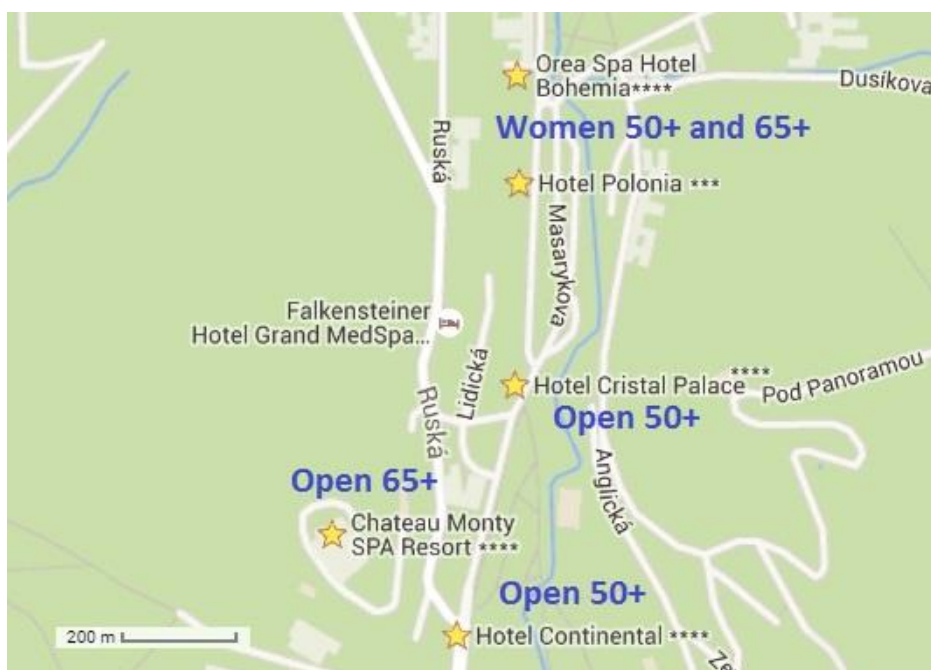 Orea Spa Hotel
Bohemia****
Dusíkova
Women 50+ and 65+
Ruská
Hotel Polonia ***
Masarykova
Falkensteiner
Hotel Grand MedSpa...
Lidická
Hotel Cristal Palace ****
Pod Panoramou
Ruská
Open 50+
Anglická
Open 65+
Chateau Monty
SPA Resort ****
Open 50+
200 m
Hotel Continental ****